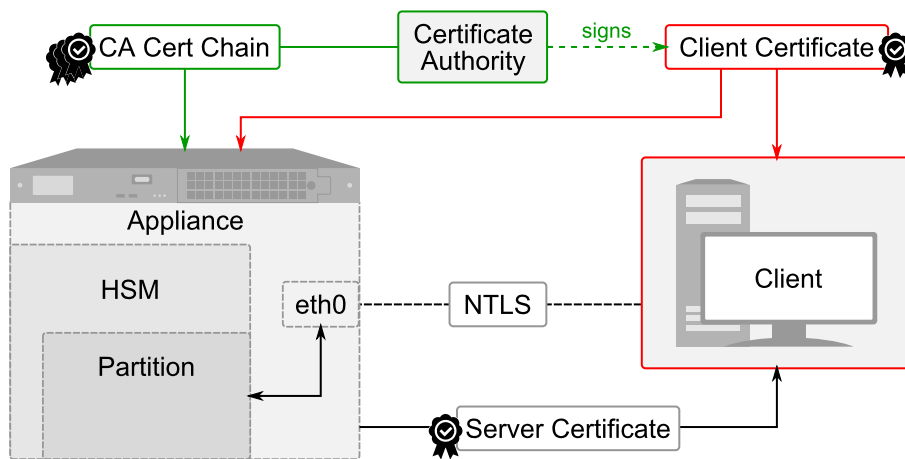 CA Cert Chain
Certificate
Authority
signs
Client Certificate
Appliance
HSM
eth0
NTLS
Client
Partition
Server Certificate